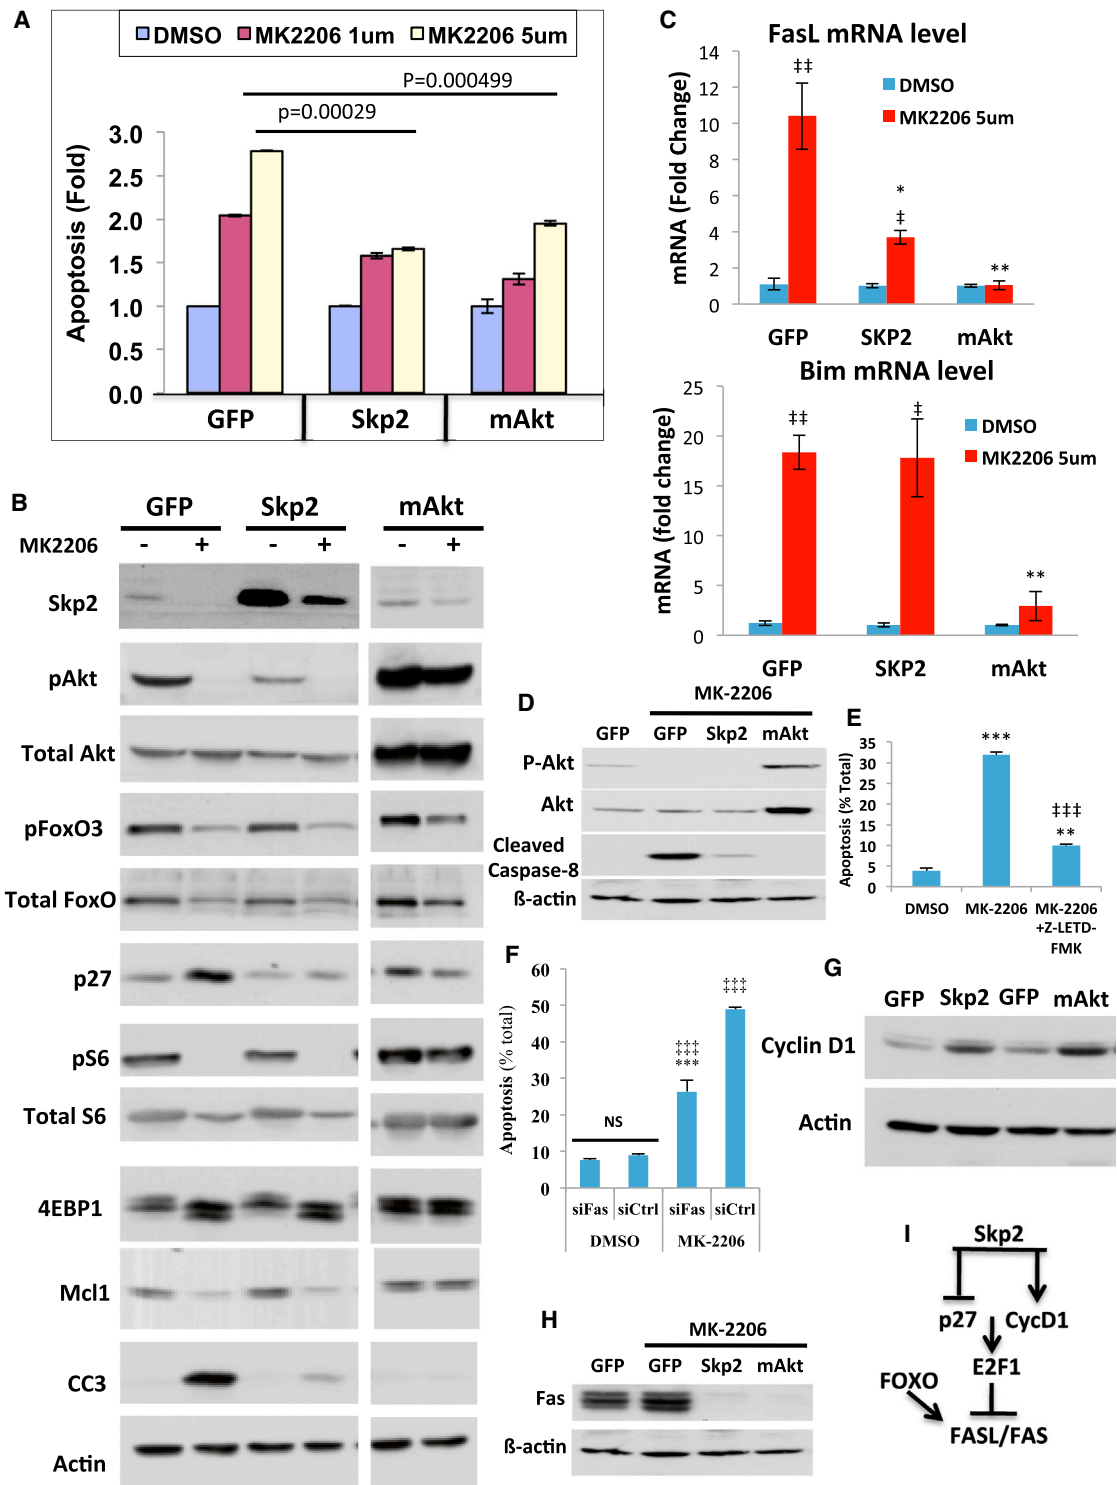 A
DMSO MK2206 1um MK2206 5um
P=0.000499
p=0.00029
Apoptosis (Fold)
3.0
2.5
2.0
1.5
1.0
0.5
0.0
GFP Skp2 mAkt
B
GFP Skp2 mAkt
MK2206 - + - + - +
Skp2
pAkt
Total Akt
pFoxO3
Total FoxO
p27
pS6
Total S6
4EBP1
Mcl1
CC3
Actin
C
FasL mRNA level
DMSO
MK2206 5um
mRNA (Fold Change)
14
12
10
8
6
4
2
0
‡‡
*
‡
**
GFP SKP2 mAkt
Bim mRNA level
DMSO
MK2206 5um
mRNA (fold change)
25
20
15
10
5
0
‡‡
‡
**
GFP SKP2 mAkt
D
MK-2206
GFP GFP Skp2 mAkt
P-Akt
Akt
Cleaved
Caspase-8
ß-actin
E
Apoptosis (% Total)
35
30
25
20
15
10
5
0
***
‡‡‡
**
DMSO MK-2206 MK-2206
+Z-LETD-
FMK
F
Apoptosis (% total)
60
50
40
30
20
10
0
NS
‡‡‡
‡‡‡
***
‡‡‡
siFas siCtrl siFas siCtrl
DMSO MK-2206
G
GFP Skp2 GFP mAkt
Cyclin D1
Actin
H
MK-2206
GFP GFP Skp2 mAkt
Fas
ß-actin
I
Skp2
p27 CycD1
E2F1
FOXO
FASL/FAS